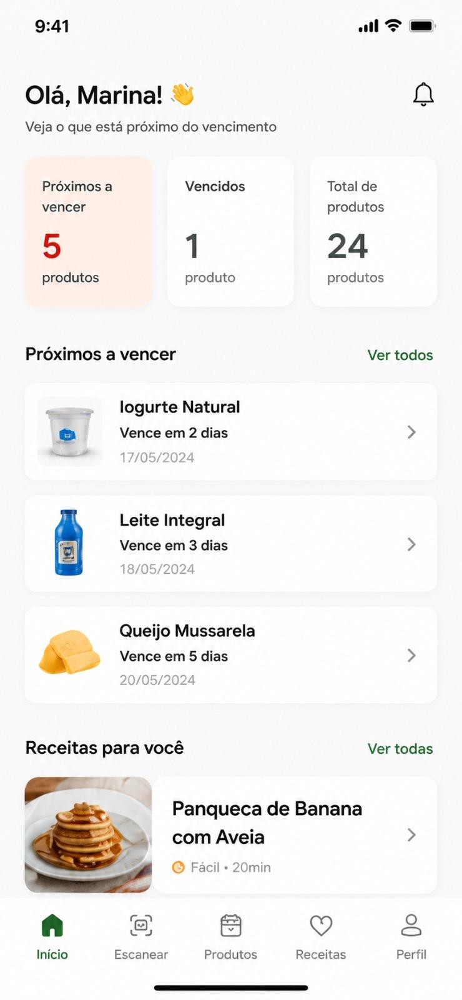 9:41
Olá, Marina! 👋
Veja o que está próximo do vencimento
Próximos a
vencer
5
produtos
Vencidos
1
produto
Total de
produtos
24
produtos
Próximos a vencer
Ver todos
Iogurte Natural
Vence em 2 dias
17/05/2024
Leite Integral
Vence em 3 dias
18/05/2024
Queijo Mussarela
Vence em 5 dias
20/05/2024
Receitas para você
Ver todas
Panqueca de Banana
com Aveia
Fácil • 20min
Início
Escanear
Produtos
Receitas
Perfil